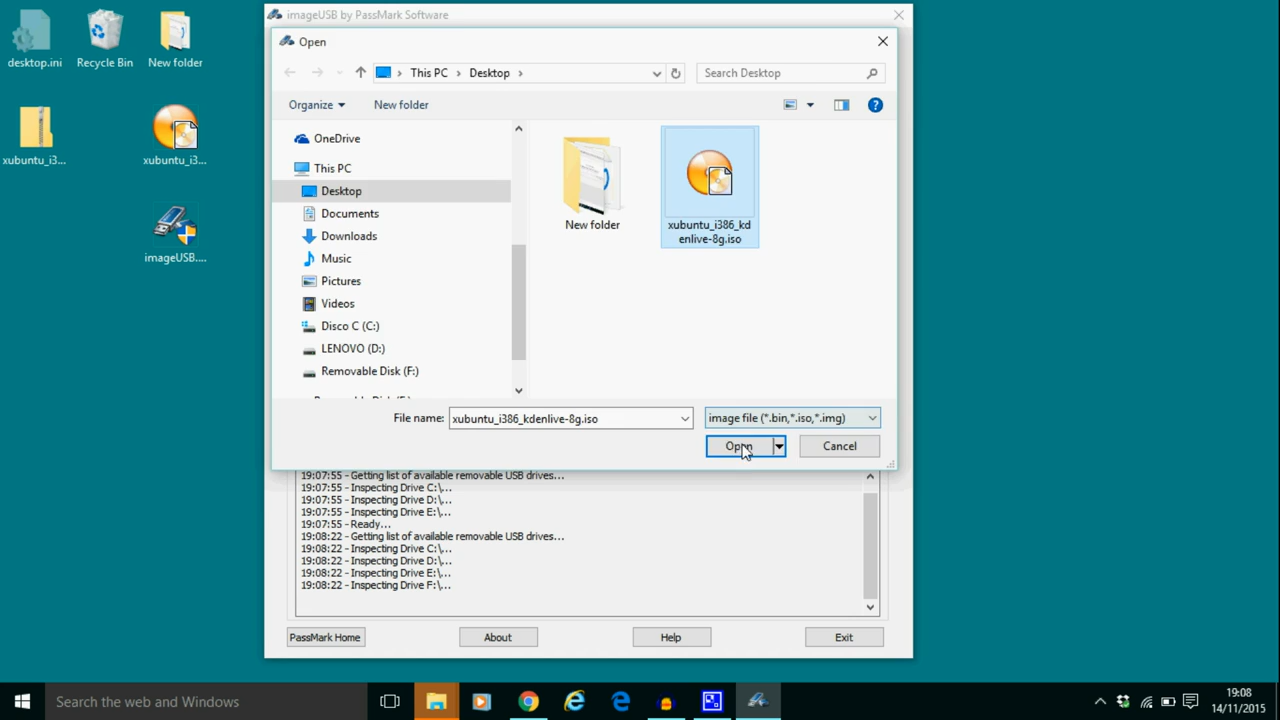 imageUSB by PassMark Software
Open
This PC
Desktop
Search Desktop
Organize
New folder
desktop.ini
Recycle Bin
New folder
xubuntu_i3...
xubuntu_i3...
imageUSB....
OneDrive
This PC
Desktop
Documents
Downloads
Music
Pictures
Videos
Disco C (C:)
LENOVO (D:)
Removable Disk (F:)
New folder
xubuntu_i386_kd
enlive-8g.iso
File name:
xubuntu_i386_kdenlive-8g.iso
image file (*.bin,*.iso,*.img)
Open
Cancel
19:07:55 - Getting list of available removable USB drives...
19:07:55 - Inspecting Drive C:\...
19:07:55 - Inspecting Drive D:\...
19:07:55 - Inspecting Drive E:\...
19:07:55 - Ready...
19:08:22 - Getting list of available removable USB drives...
19:08:22 - Inspecting Drive C:\...
19:08:22 - Inspecting Drive D:\...
19:08:22 - Inspecting Drive E:\...
19:08:22 - Inspecting Drive F:\...
PassMark Home
About
Help
Exit
Search the web and Windows
19:08
14/11/2015